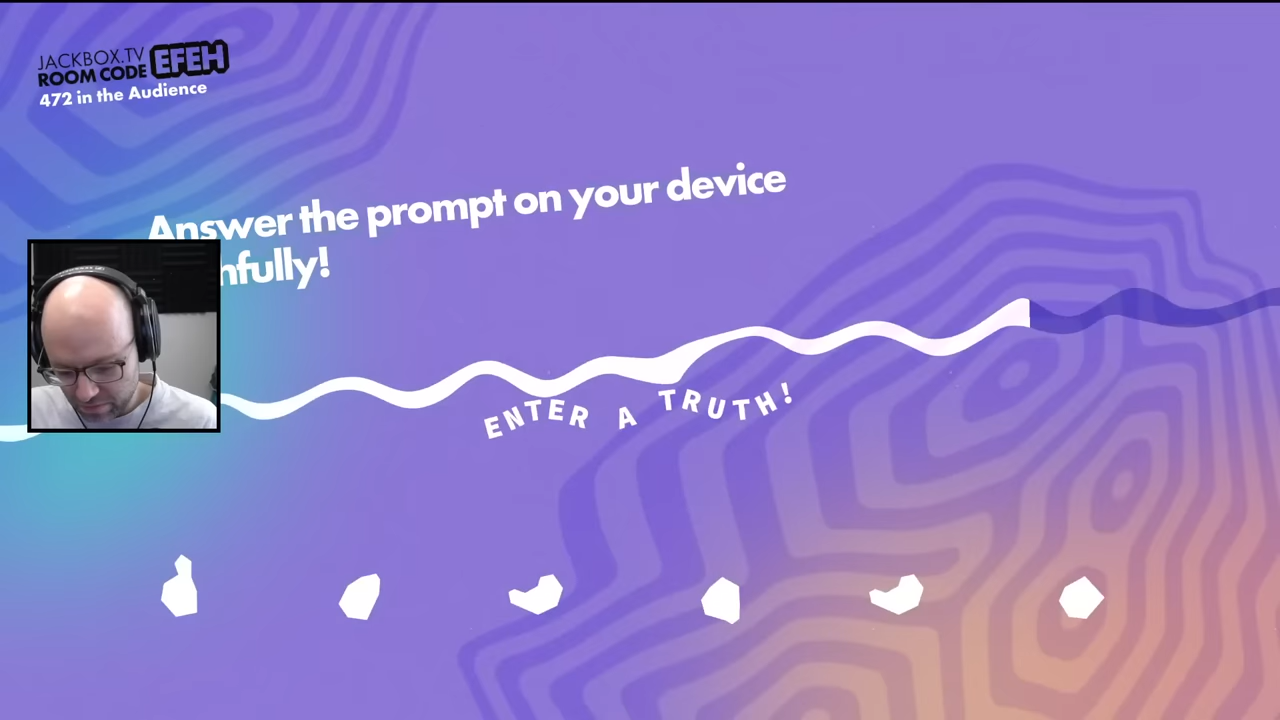 JACKBOX.TV
ROOM CODE EFEH
472 in the Audience
Answer the prompt on your device
nfully!
ENTER A TRUTH!